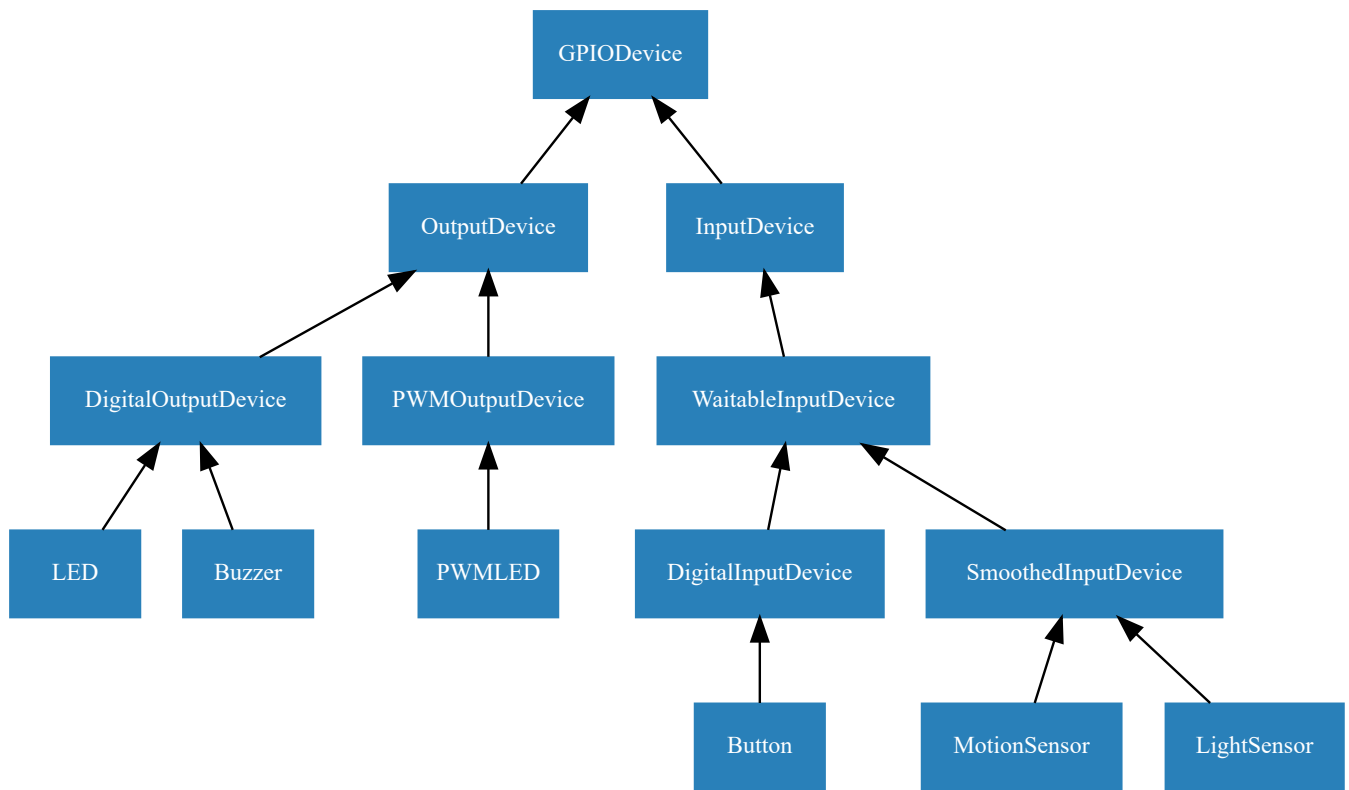 GPIODevice
OutputDevice
InputDevice
DigitalOutputDevice
PWMOutputDevice
WaitableInputDevice
LED
Buzzer
PWMLED
DigitalInputDevice
SmoothedInputDevice
Button
MotionSensor
LightSensor